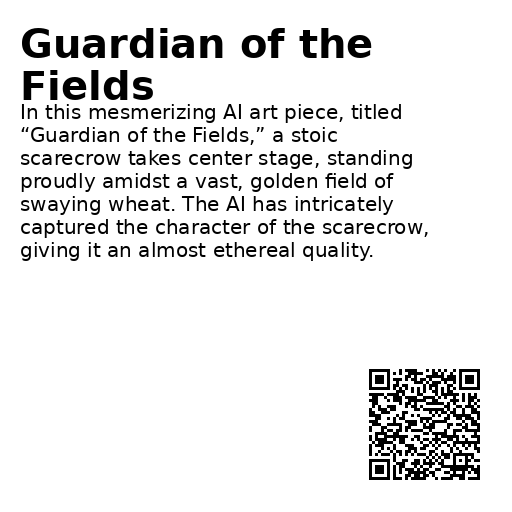 Guardian of the
Fields
In this mesmerizing AI art piece, titled
“Guardian of the Fields,” a stoic
scarecrow takes center stage, standing
proudly amidst a vast, golden field of
swaying wheat. The AI has intricately
captured the character of the scarecrow,
giving it an almost ethereal quality.